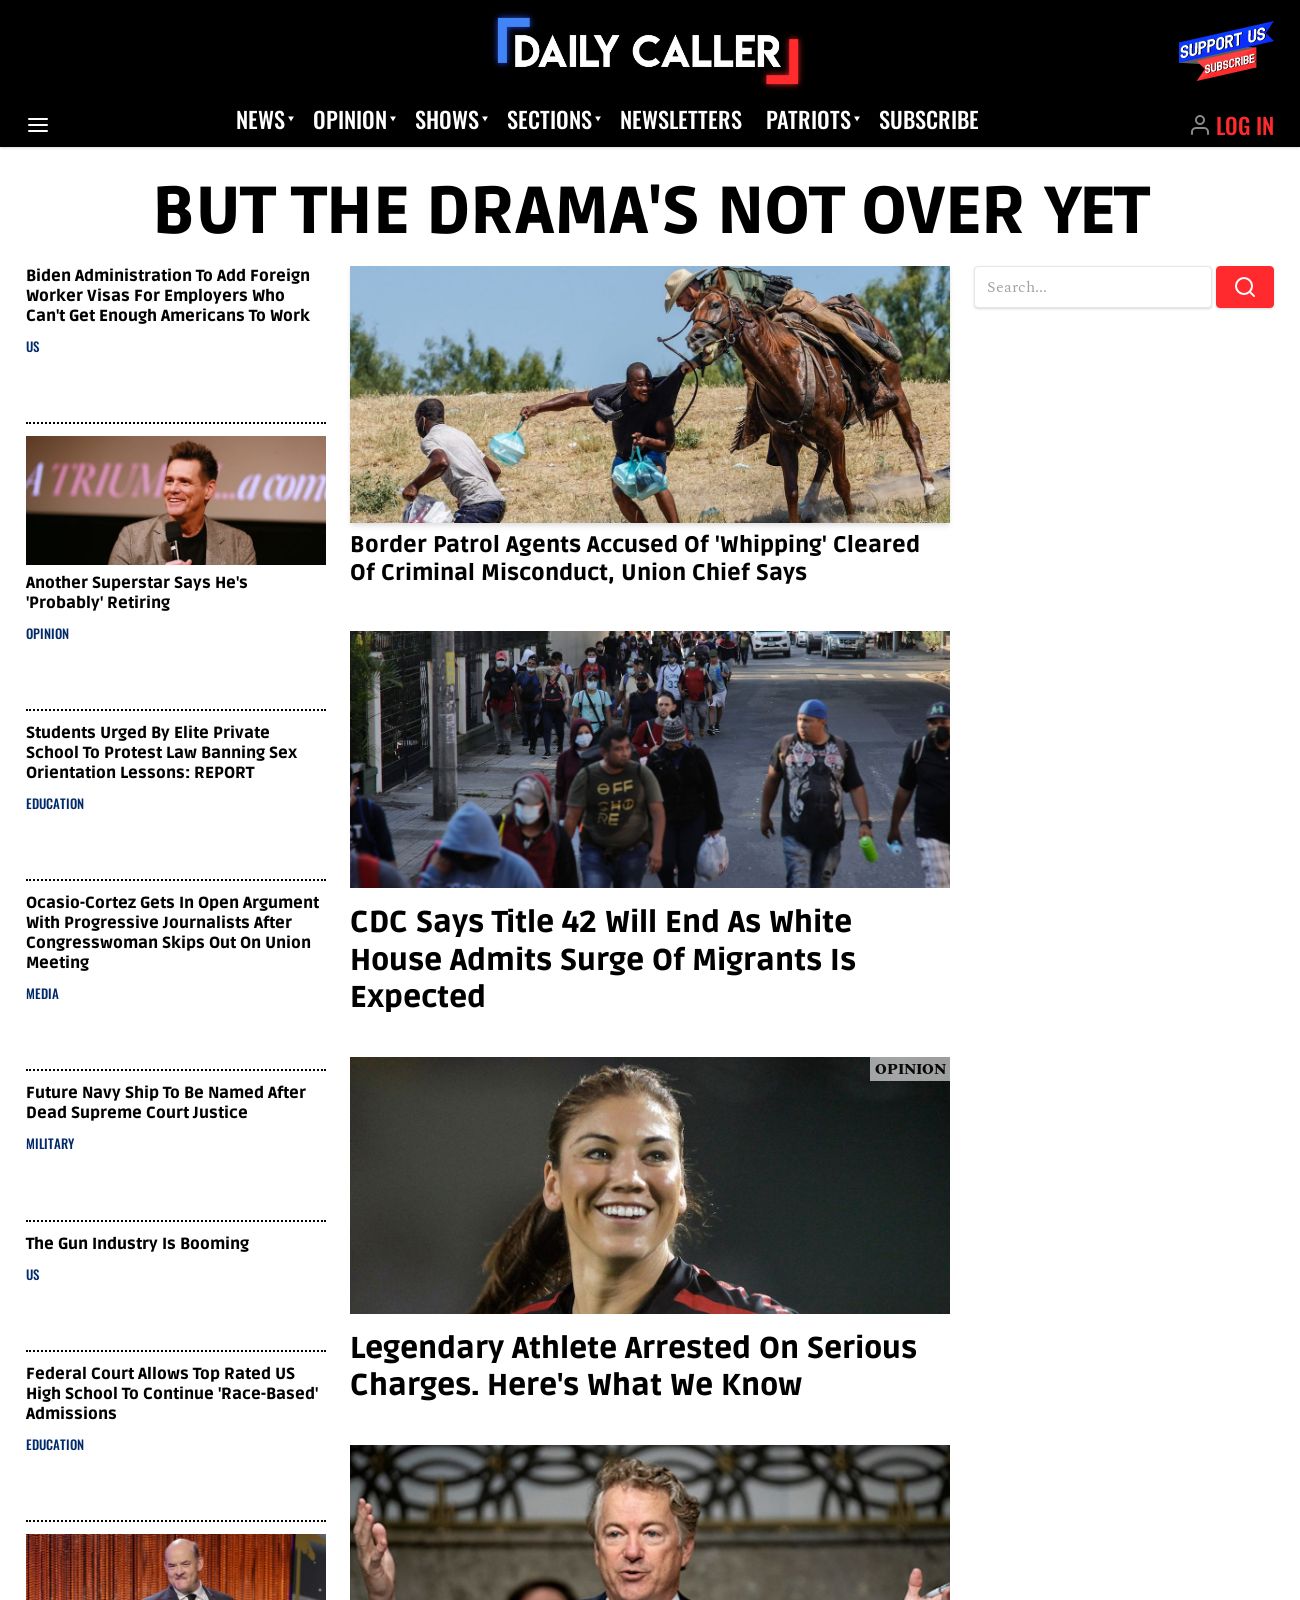 DAILY CALLER
SUPPORT US
SUBSCRIBE
NEWS
OPINION
SHOWS
SECTIONS
NEWSLETTERS
PATRIOTS
SUBSCRIBE
LOG IN
BUT THE DRAMA'S NOT OVER YET
Biden Administration To Add Foreign
Worker Visas For Employers Who
Can't Get Enough Americans To Work
US
A TRIUM
...a com
Another Superstar Says He's
'Probably' Retiring
OPINION
Students Urged By Elite Private
School To Protest Law Banning Sex
Orientation Lessons: REPORT
EDUCATION
Ocasio-Cortez Gets In Open Argument
With Progressive Journalists After
Congresswoman Skips Out On Union
Meeting
MEDIA
Future Navy Ship To Be Named After
Dead Supreme Court Justice
MILITARY
The Gun Industry Is Booming
US
Federal Court Allows Top Rated US
High School To Continue 'Race-Based'
Admissions
EDUCATION
Border Patrol Agents Accused Of 'Whipping' Cleared
Of Criminal Misconduct, Union Chief Says
33
OFF
SHO
RE
CDC Says Title 42 Will End As White
House Admits Surge Of Migrants Is
Expected
OPINION
Legendary Athlete Arrested On Serious
Charges. Here's What We Know
Search...